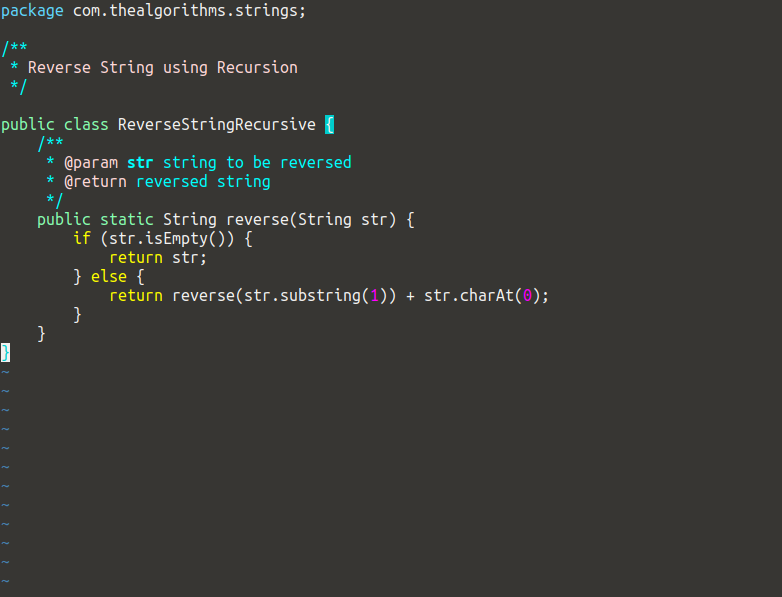 package com.thealgorithms.strings;

/**
 * Reverse String using Recursion
 */

public class ReverseStringRecursive {
    /**
     * @param str string to be reversed
     * @return reversed string
     */
    public static String reverse(String str) {
        if (str.isEmpty()) {
            return str;
        } else {
            return reverse(str.substring(1)) + str.charAt(0);
        }
    }
}
~
~
~
~
~
~
~
~
~
~
~
~